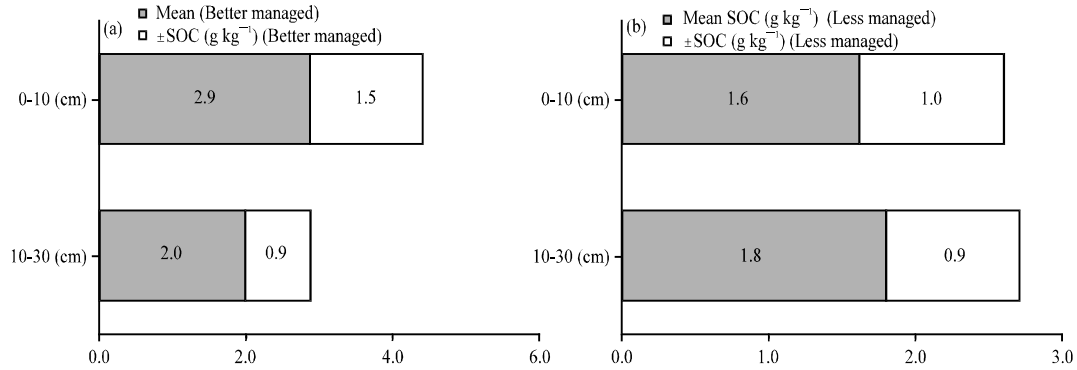 (a)
Mean (Better managed)
±SOC (g kg⁻¹) (Better managed)
0-10 (cm)
2.9
1.5
10-30 (cm)
2.0
0.9
0.0
2.0
4.0
6.0
(b)
Mean SOC (g kg⁻¹) (Less managed)
±SOC (g kg⁻¹) (Less managed)
0-10 (cm)
1.6
1.0
10-30 (cm)
1.8
0.9
0.0
1.0
2.0
3.0